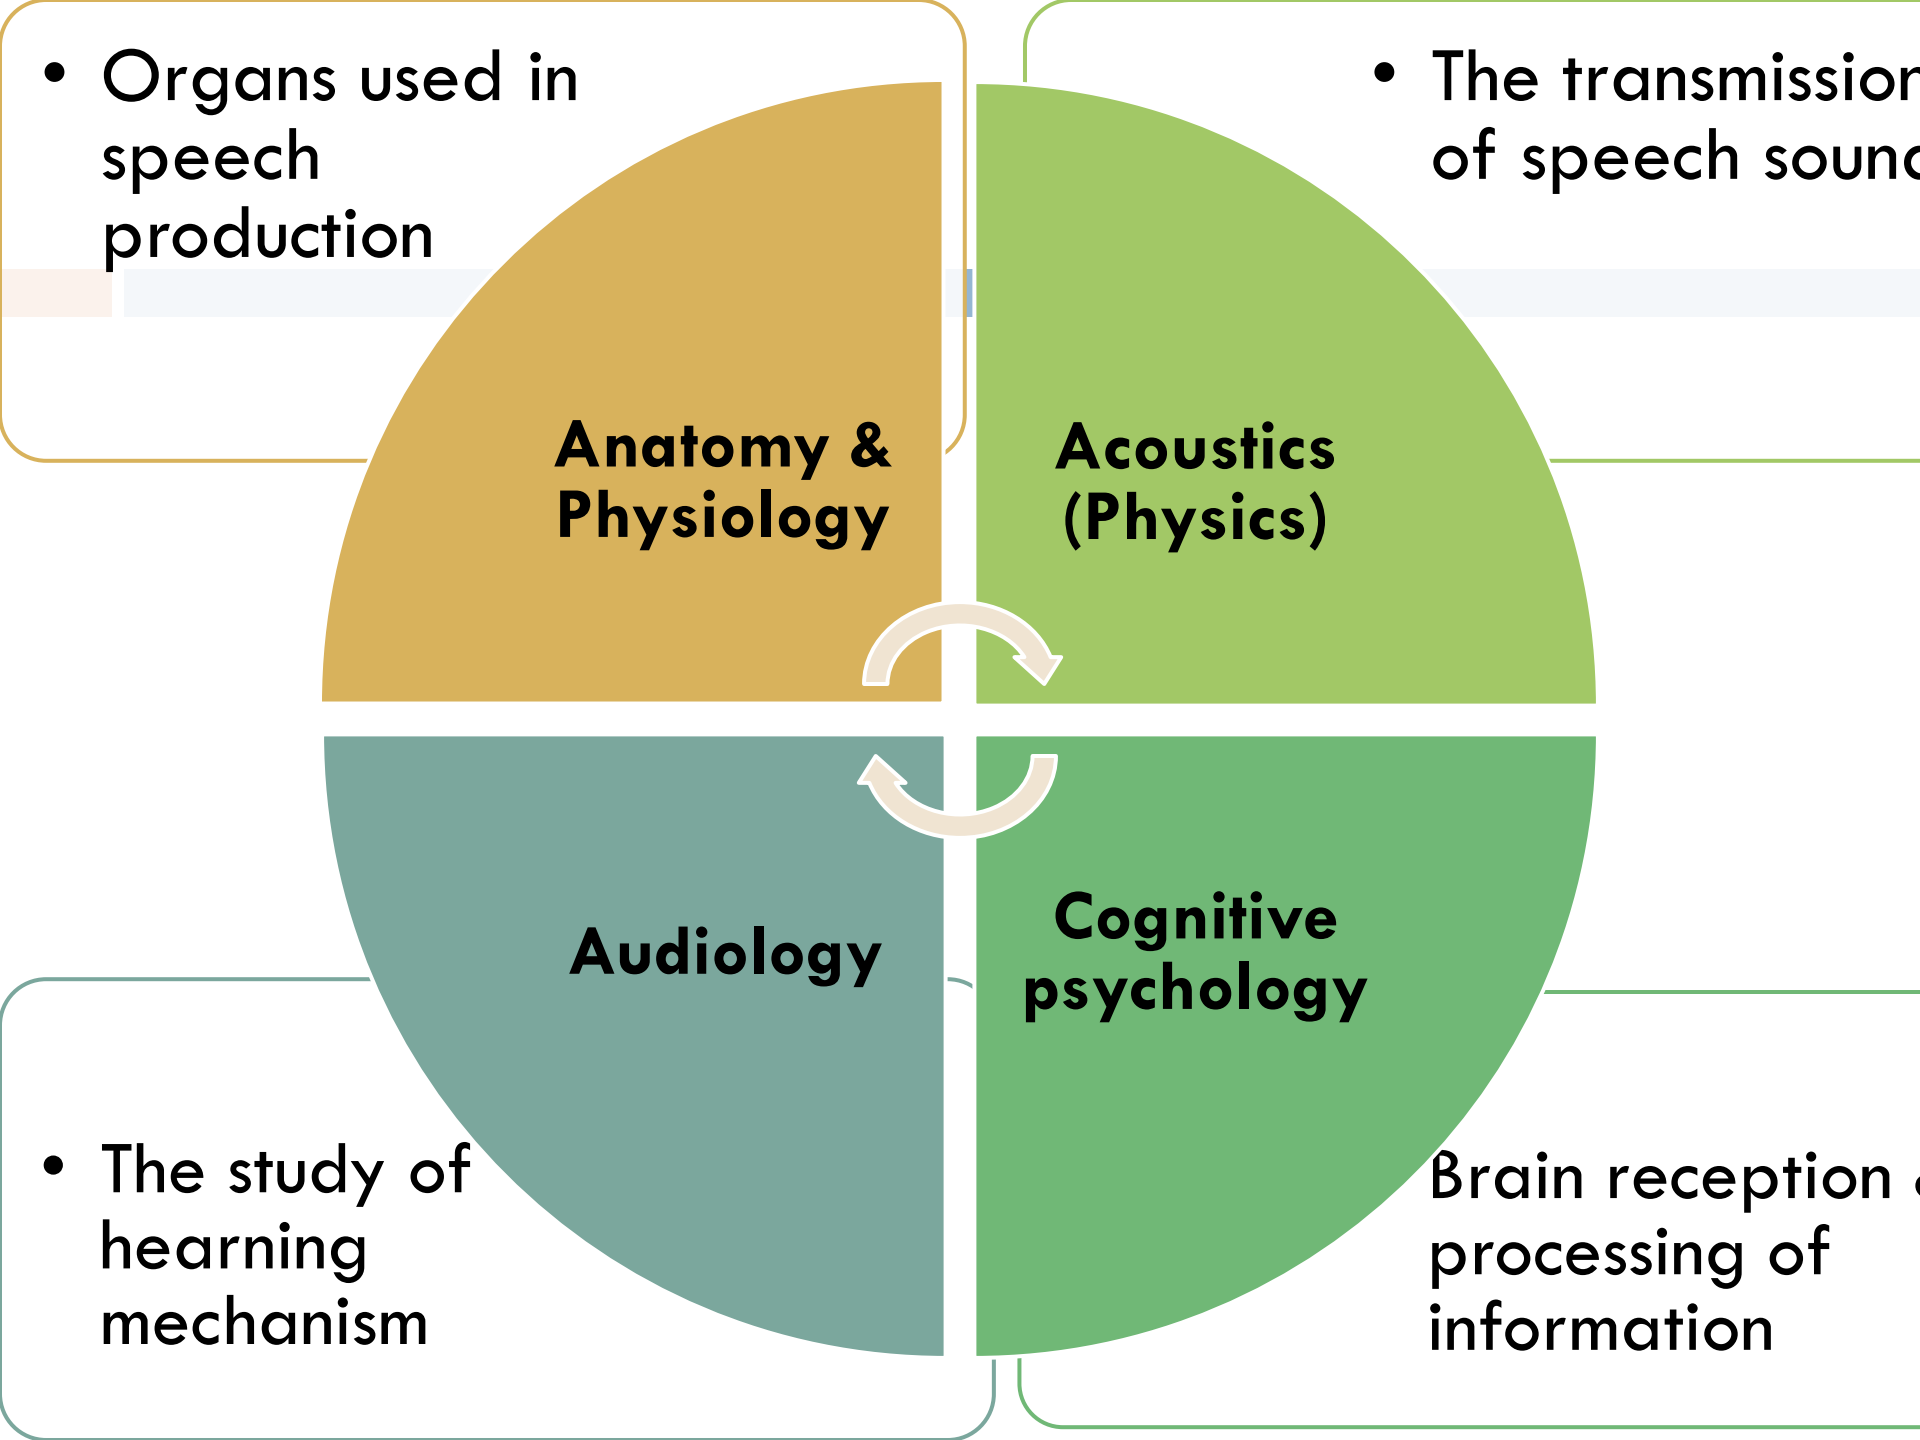 • Organs used in
speech
production
• The transmission
of speech sound
Anatomy &
Physiology
Acoustics
(Physics)
Audiology
Cognitive
psychology
• The study of
hearning
mechanism
Brain reception &
processing of
information